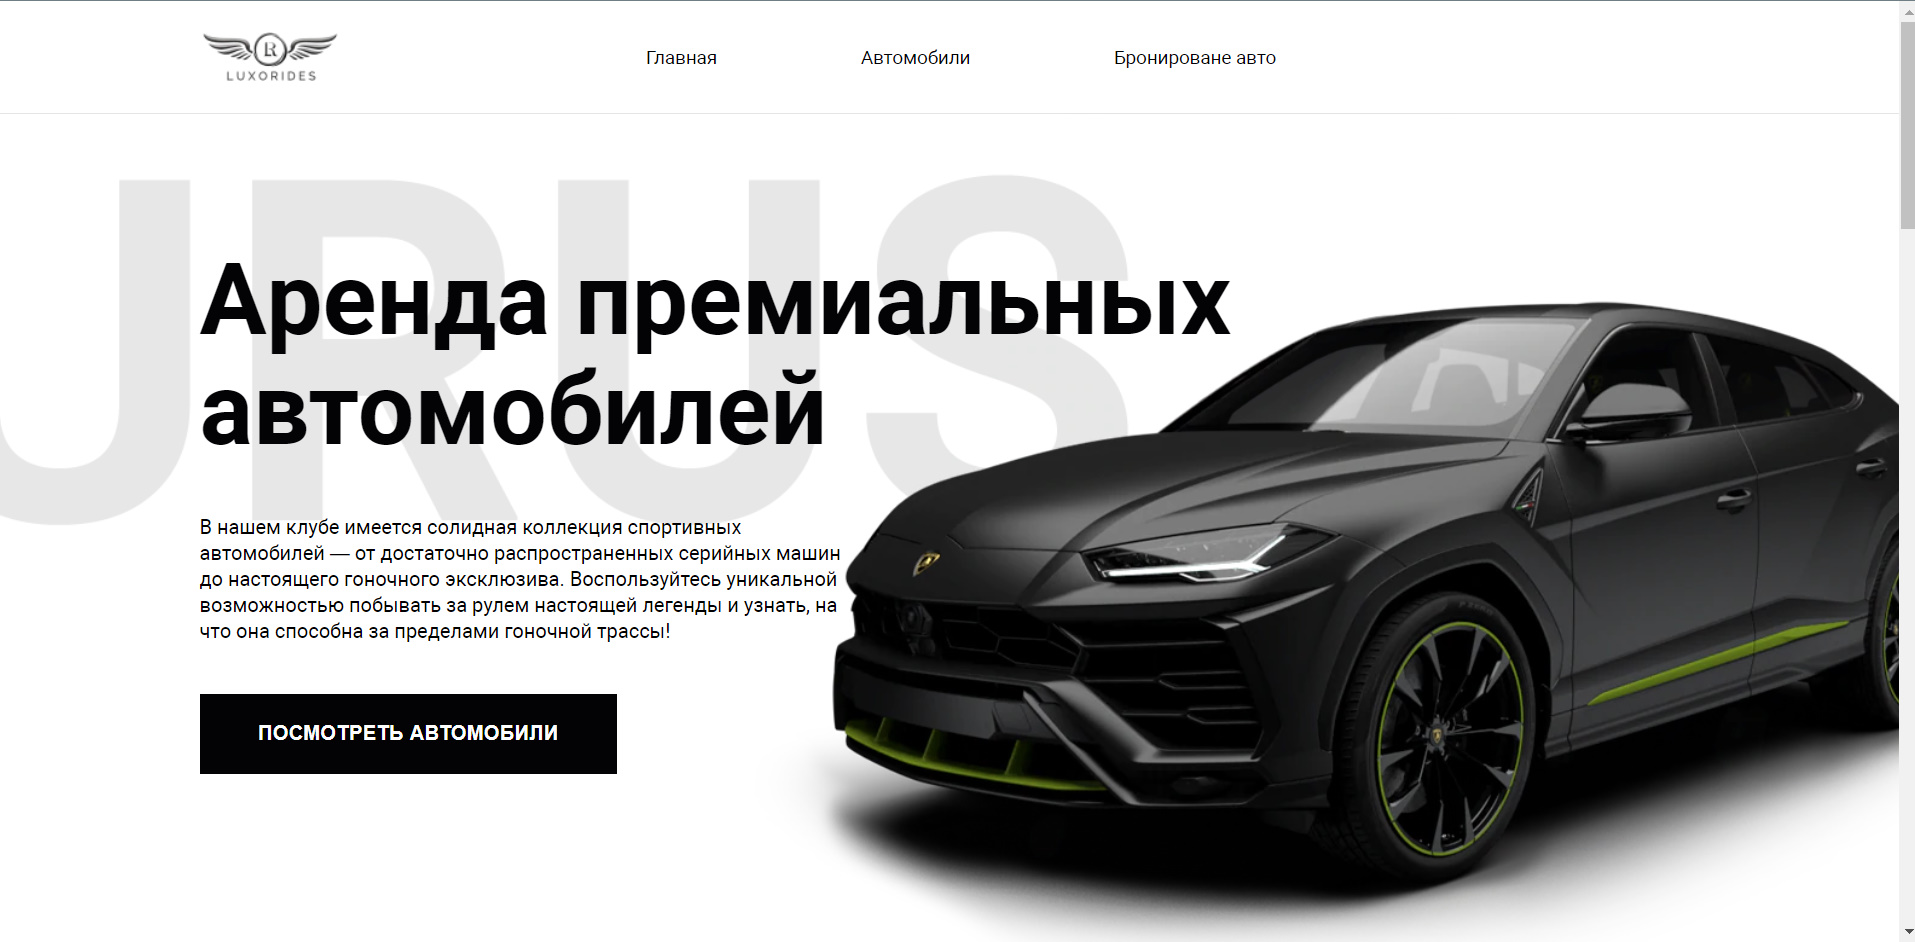 LR
LUXORIDES
Главная
Автомобили
Бронироване авто
URUS
Аренда премиальных
автомобилей
В нашем клубе имеется солидная коллекция спортивных
автомобилей — от достаточно распространенных серийных машин
до настоящего гоночного эксклюзива. Воспользуйтесь уникальной
возможностью побывать за рулем настоящей легенды и узнать, на
что она способна за пределами гоночной трассы!
ПОСМОТРЕТЬ АВТОМОБИЛИ